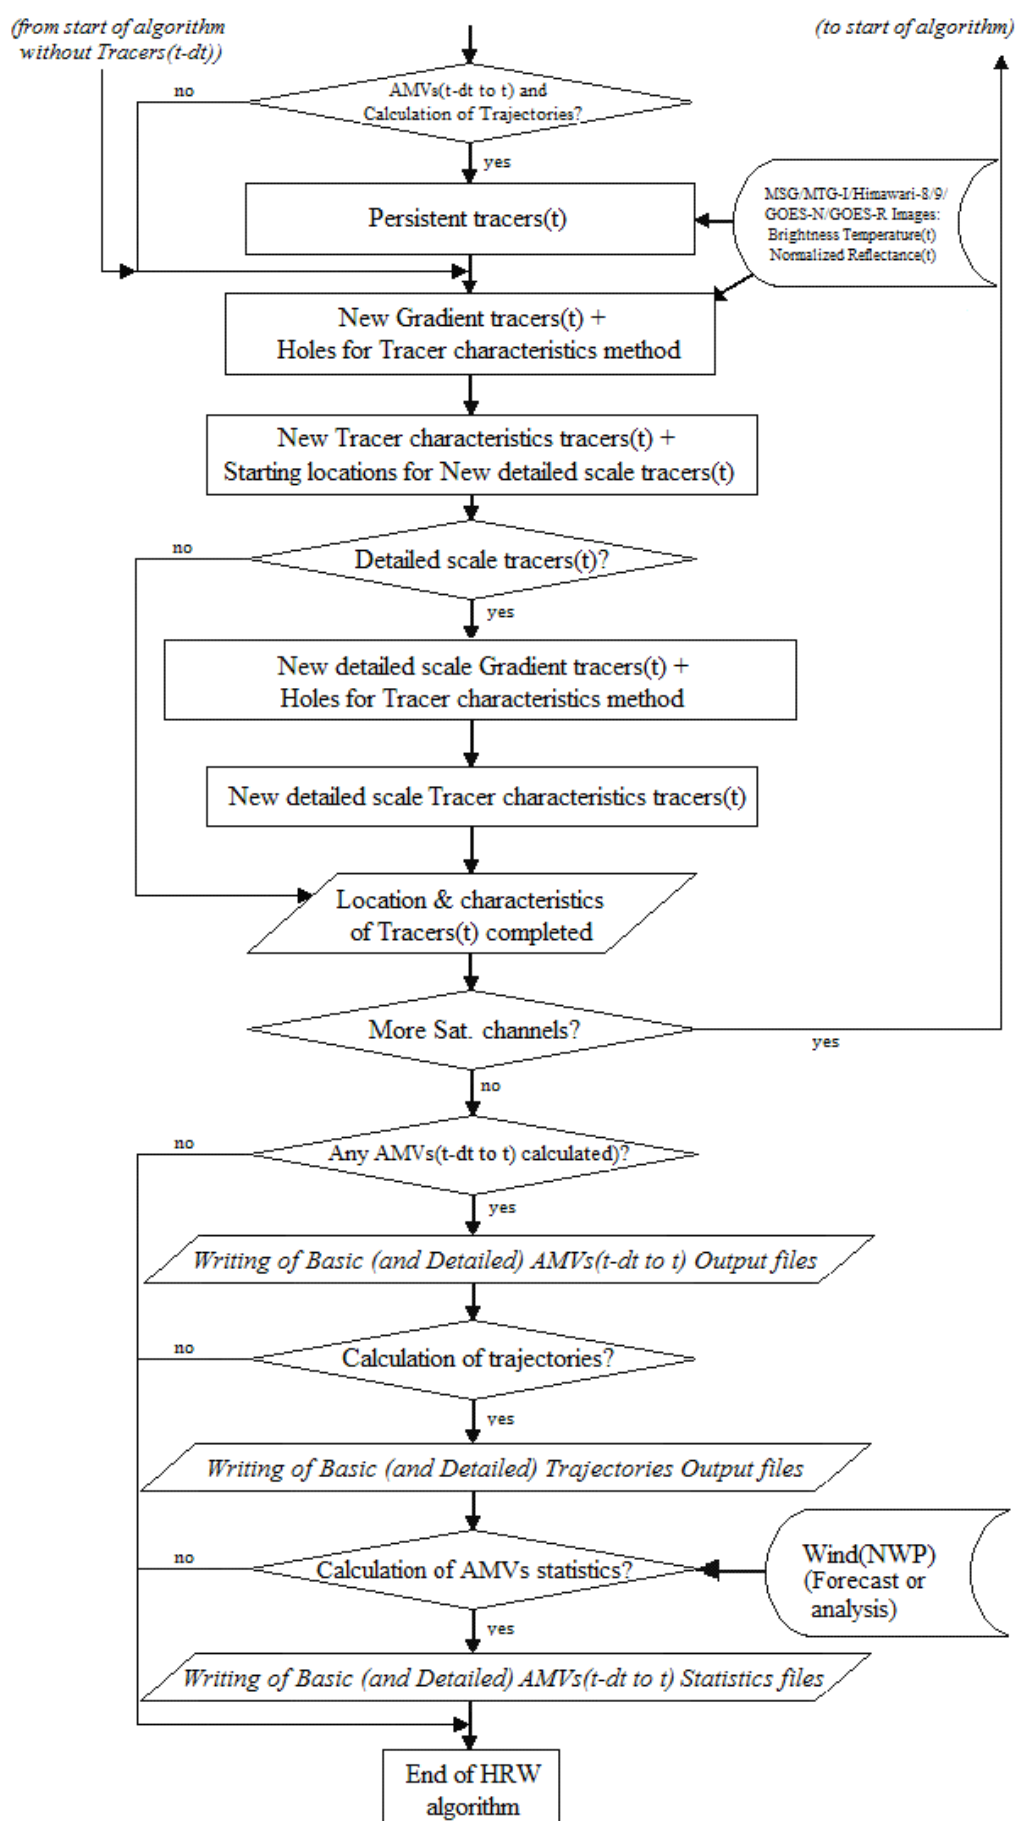 (from start of algorithm
without Tracers(t-dt))
(to start of algorithm)
AMVs(t-dt to t) and
Calculation of Trajectories?
no
yes
Persistent tracers(t)
MSG/MTG-I/Himawari-8/9/
GOES-N/GOES-R Images:
Brightness Temperature(t)
Normalized Reflectance(t)
New Gradient tracers(t) +
Holes for Tracer characteristics method
New Tracer characteristics tracers(t) +
Starting locations for New detailed scale tracers(t)
no
Detailed scale tracers(t)?
yes
New detailed scale Gradient tracers(t) +
Holes for Tracer characteristics method
New detailed scale Tracer characteristics tracers(t)
Location & characteristics
of Tracers(t) completed
More Sat. channels?
yes
no
no
Any AMVs(t-dt to t) calculated)?
yes
Writing of Basic (and Detailed) AMVs(t-dt to t) Output files
no
Calculation of trajectories?
yes
Writing of Basic (and Detailed) Trajectories Output files
no
Calculation of AMVs statistics?
Wind(NWP)
(Forecast or
analysis)
yes
Writing of Basic (and Detailed) AMVs(t-dt to t) Statistics files
End of HRW
algorithm